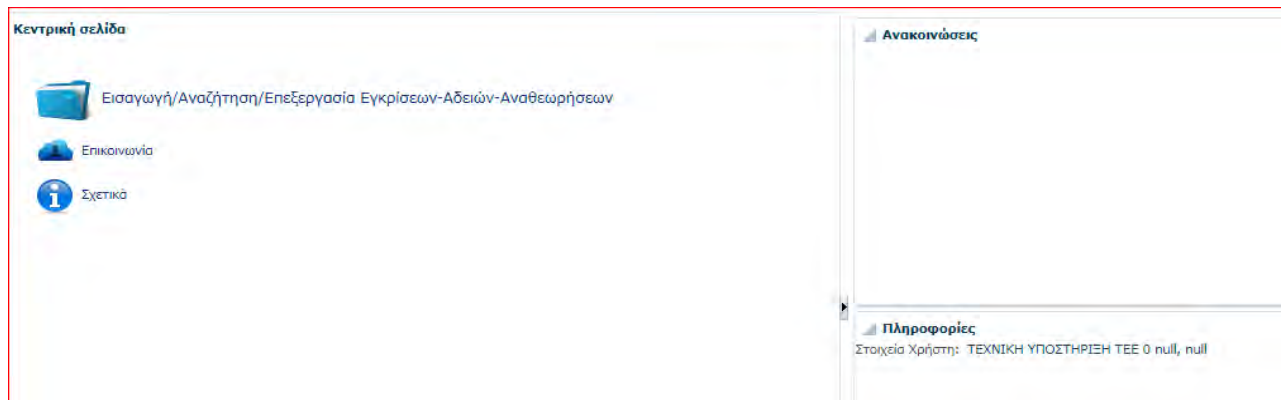 Κεντρική σελίδα
Εισαγωγή/Αναζήτηση/Επεξεργασία Εγκρίσεων-Αδειών-Αναθεωρήσεων
Επικοινωνία
Σχετικά
Ανακοινώσεις
Πληροφορίες
Στοιχεία Χρήστη: ΤΕΧΝΙΚΗ ΥΠΟΣΤΗΡΙΞΗ ΤΕΕ 0 null, null